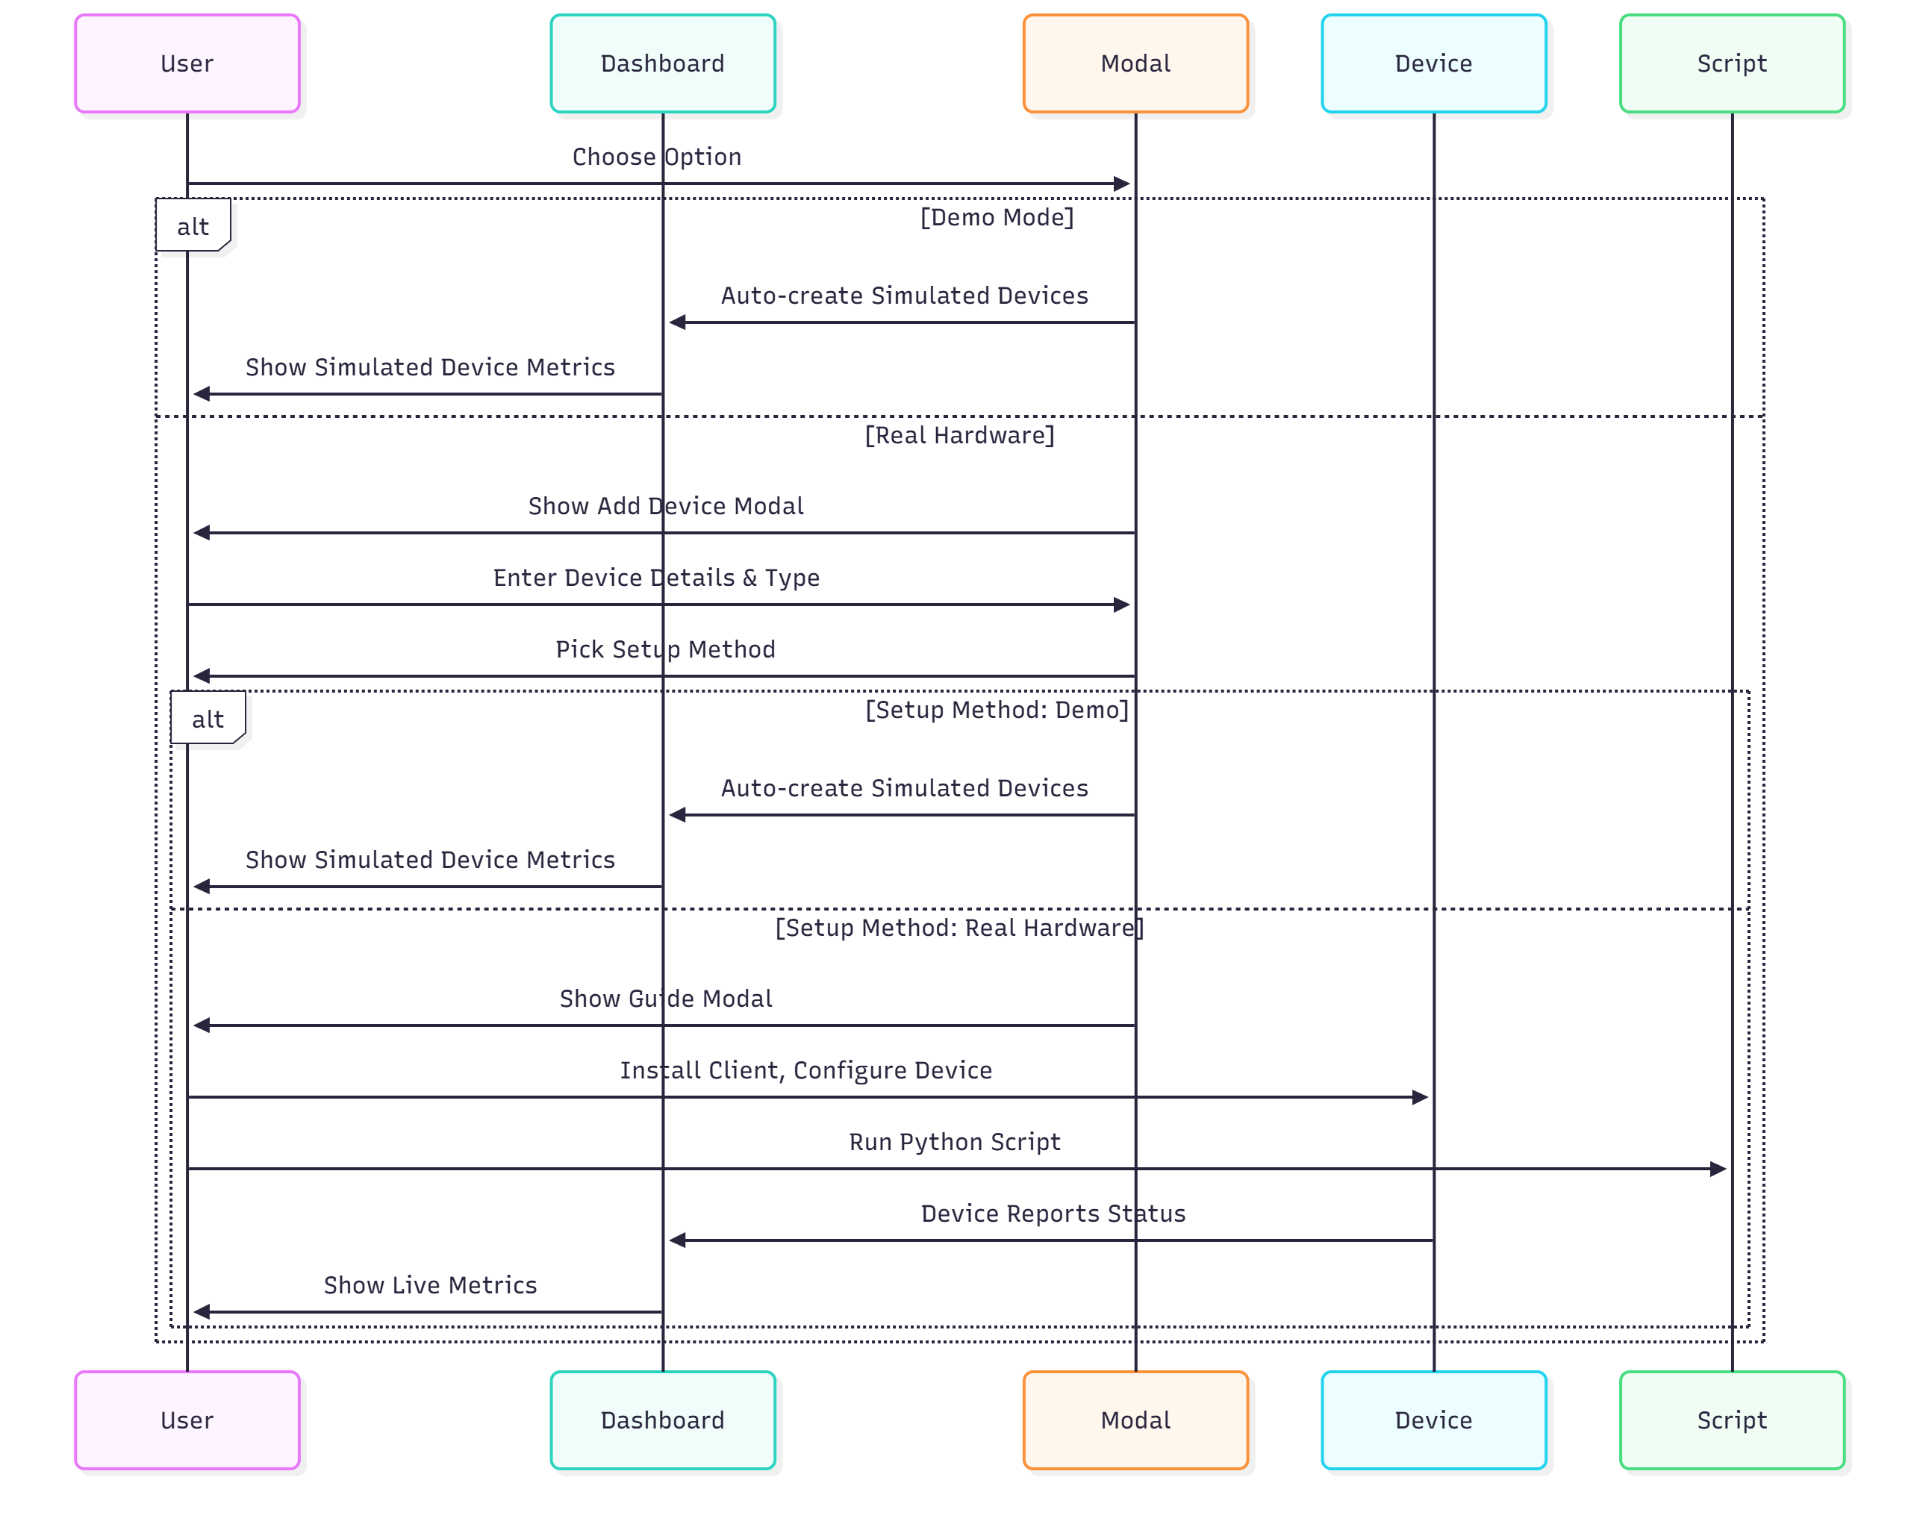 User
Dashboard
Modal
Device
Script
Choose Option
alt
[Demo Mode]
Auto-create Simulated Devices
Show Simulated Device Metrics
[Real Hardware]
Show Add Device Modal
Enter Device Details & Type
Pick Setup Method
alt
[Setup Method: Demo]
Auto-create Simulated Devices
Show Simulated Device Metrics
[Setup Method: Real Hardware]
Show Guide Modal
Install Client, Configure Device
Run Python Script
Device Reports Status
Show Live Metrics
User
Dashboard
Modal
Device
Script